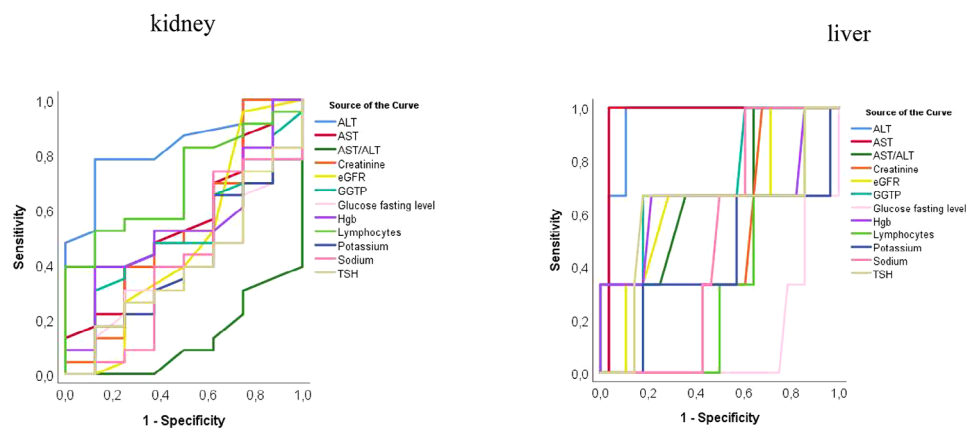 kidney
liver
1,0
0,8
0,6
0,4
0,2
0,0
Sensitivity
0,0 0,2 0,4 0,6 0,8 1,0
1 - Specificity
Source of the Curve
ALT
AST
AST/ALT
Creatinine
eGFR
GGTP
Glucose fasting level
Hgb
Lymphocytes
Potassium
Sodium
TSH
1,0
0,8
0,6
0,4
0,2
0,0
Sensitivity
0,0 0,2 0,4 0,6 0,8 1,0
1 - Specificity
Source of the Curve
ALT
AST
AST/ALT
Creatinine
eGFR
GGTP
Glucose fasting level
Hgb
Lymphocytes
Potassium
Sodium
TSH